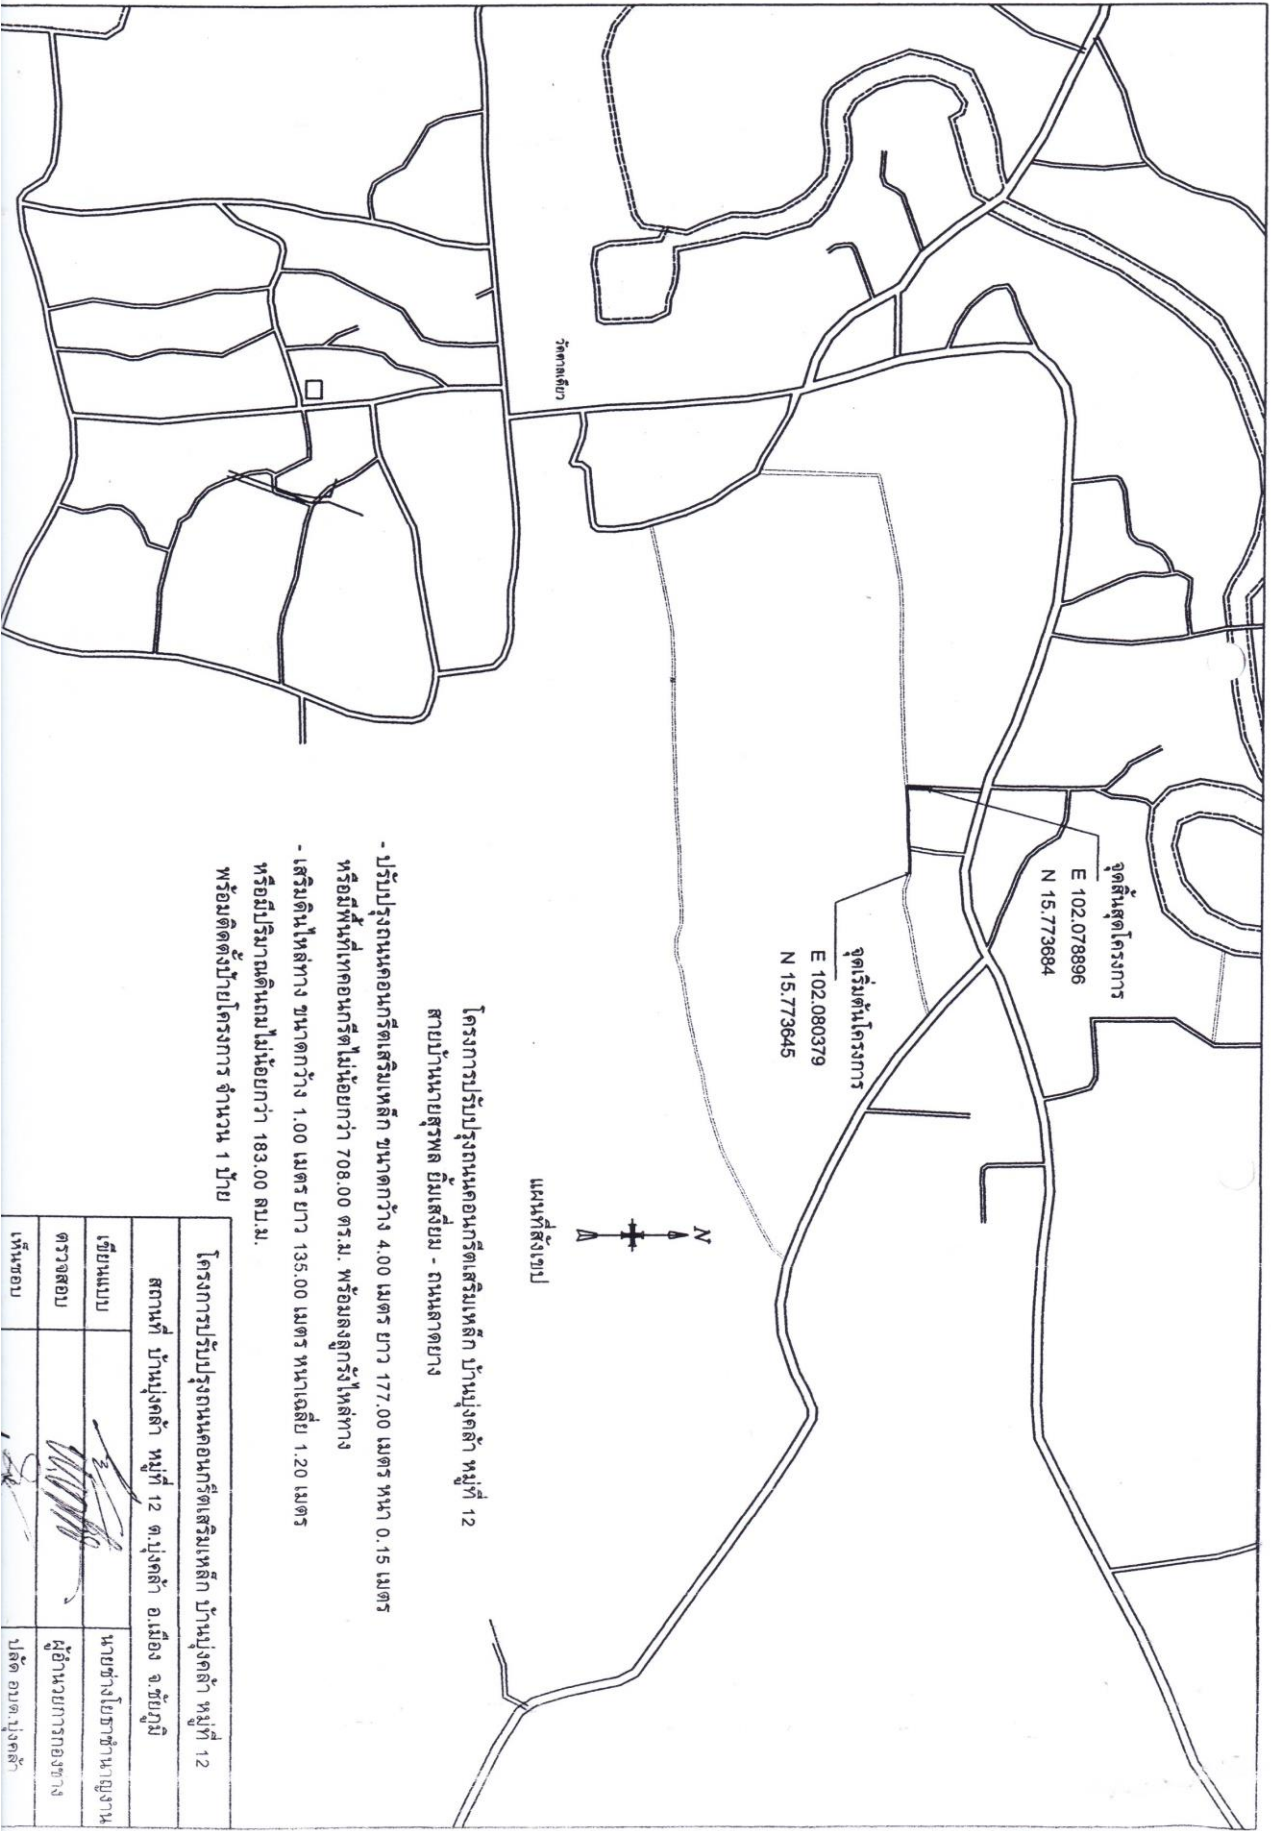 วัดตาลเดียว
จุดสิ้นสุดโครงการ
E 102.078896
N 15.773684
จุดเริ่มต้นโครงการ
E 102.080379
N 15.773645
N
แผนที่สังเขป
โครงการปรับปรุงถนนคอนกรีตเสริมเหล็ก บ้านบุ่งคล้า หมู่ที่ 12
สายบ้านนายสุรพล ยิ้มเสงี่ยม - ถนนลาดยาง
- ปรับปรุงถนนคอนกรีตเสริมเหล็ก ขนาดกว้าง 4.00 เมตร ยาว 177.00 เมตร หนา 0.15 เมตร
หรือมีพื้นที่เทคอนกรีตไม่น้อยกว่า 708.00 ตร.ม. พร้อมลงลูกรังไหล่ทาง
- เสริมดินไหล่ทาง ขนาดกว้าง 1.00 เมตร ยาว 135.00 เมตร หนาเฉลี่ย 1.20 เมตร
หรือมีปริมาณดินถมไม่น้อยกว่า 183.00 ลบ.ม.
พร้อมติดตั้งป้ายโครงการ จำนวน 1 ป้าย
โครงการปรับปรุงถนนคอนกรีตเสริมเหล็ก บ้านบุ่งคล้า หมู่ที่ 12
สถานที่ บ้านบุ่งคล้า หมู่ที่ 12 ต.บุ่งคล้า อ.เมือง จ.ชัยภูมิ
เขียนแบบ นายช่างโยธาชำนาญงาน
ตรวจสอบ ผู้อำนวยการกองช่าง
เห็นชอบ ปลัด อบต.บุ่งคล้า